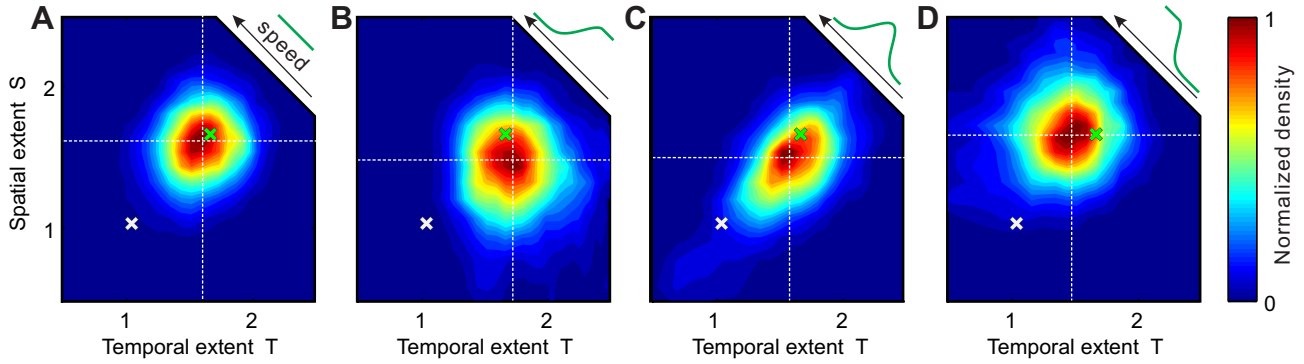 A B C D
speed
1
Spatial extent S
2
1
Normalized density
0
1 2 1 2 1 2 1 2
Temporal extent T Temporal extent T Temporal extent T Temporal extent T